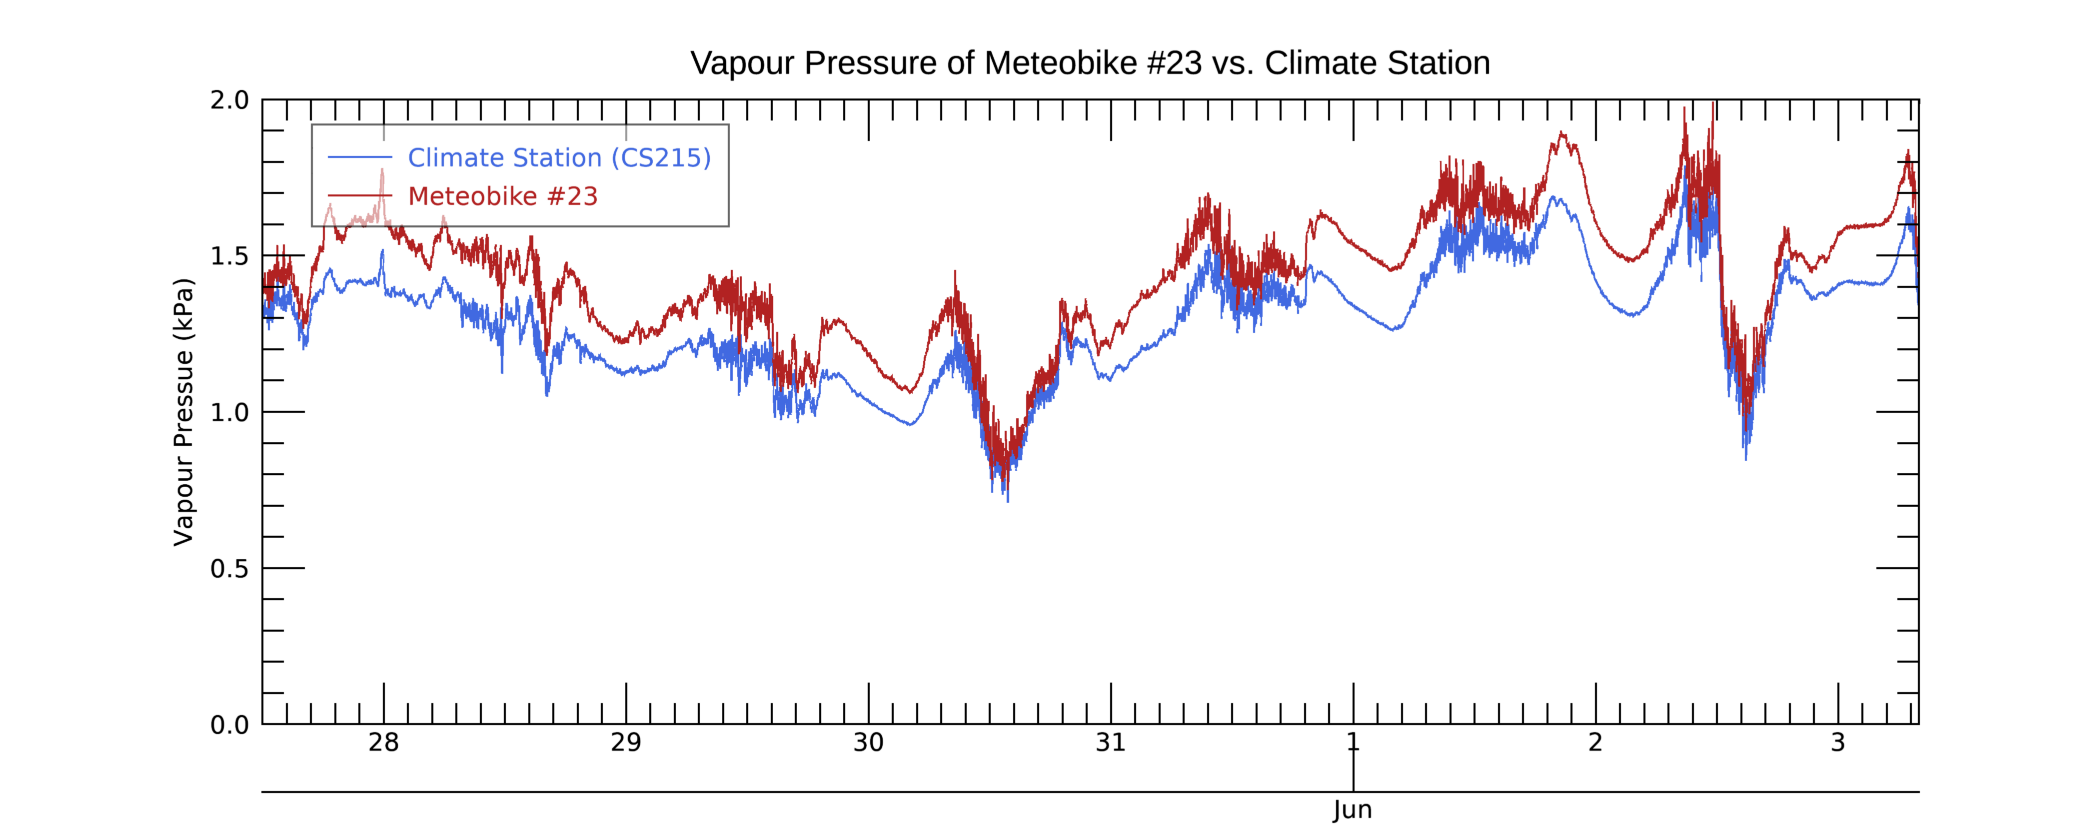 Vapour Pressure of Meteobike #23 vs. Climate Station
Vapour Pressue (kPa)
2.0
1.5
1.0
0.5
0.0
Climate Station (CS215)
Meteobike #23
28 29 30 31 1 2 3
Jun